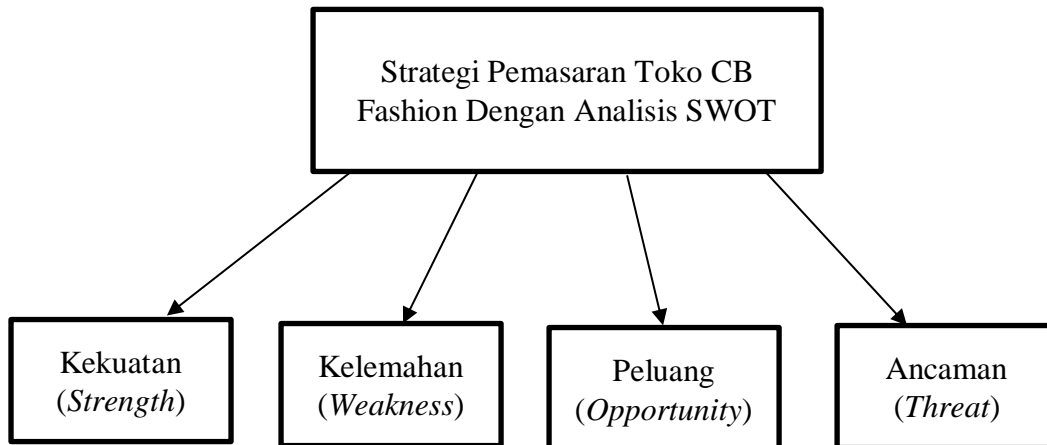 Strategi Pemasaran Toko CB
Fashion Dengan Analisis SWOT
Kekuatan
(Strength)
Kelemahan
(Weakness)
Peluang
(Opportunity)
Ancaman
(Threat)